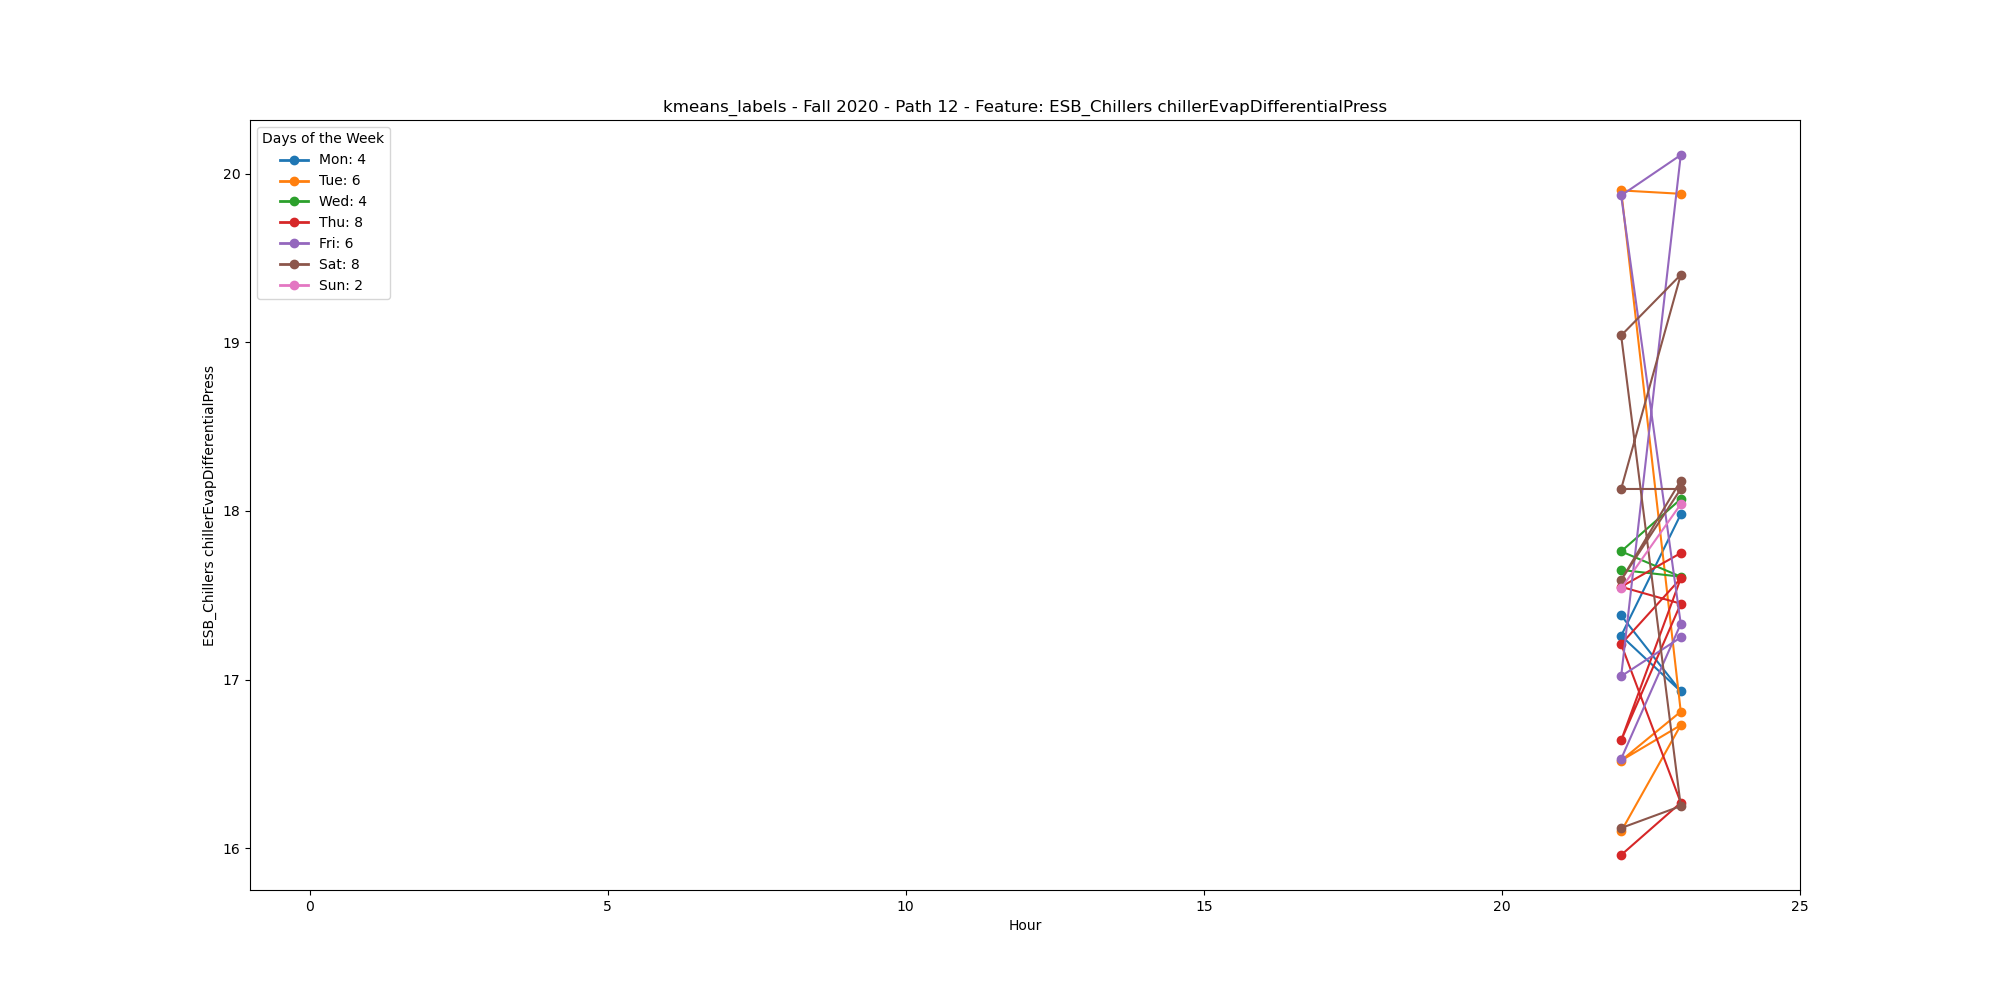 kmeans_labels - Fall 2020 - Path 12 - Feature: ESB_Chillers chillerEvapDifferentialPress
Days of the Week
Mon: 4
Tue: 6
Wed: 4
Thu: 8
Fri: 6
Sat: 8
Sun: 2
ESB_Chillers chillerEvapDifferentialPress
20
19
18
17
16
0 5 10 15 20 25
Hour